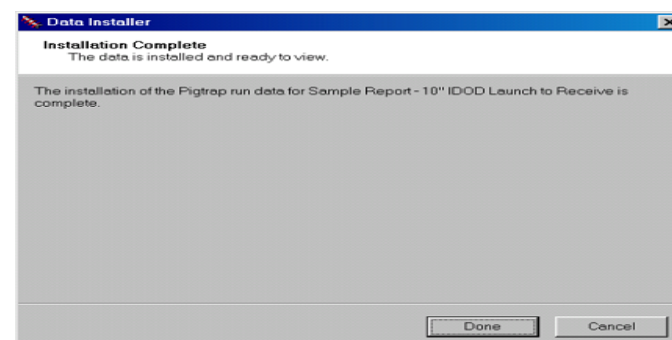 Data Installer
Installation Complete
The data is installed and ready to view.
The installation of the Pigtrap run data for Sample Report - 10" IDOD Launch to Receive is
complete.
Done
Cancel